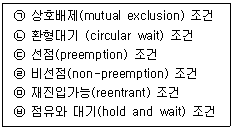 ㉠ 상호배제(mutual exclusion) 조건
㉡ 환형대기 (circular wait) 조건
㉢ 선점(preemption) 조건
㉣ 비선점(non-preemption) 조건
㉤ 재진입가능(reentrant) 조건
㉥ 점유와 대기(hold and wait) 조건